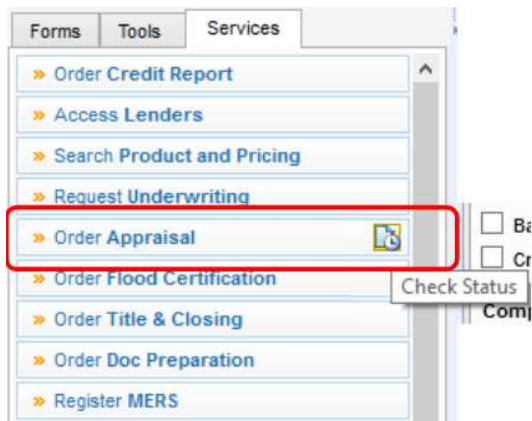 Forms Tools Services
» Order Credit Report
» Access Lenders
» Search Product and Pricing
» Request Underwriting
» Order Appraisal
» Order Flood Certification
Check Status
» Order Title & Closing
» Order Doc Preparation
» Register MERS